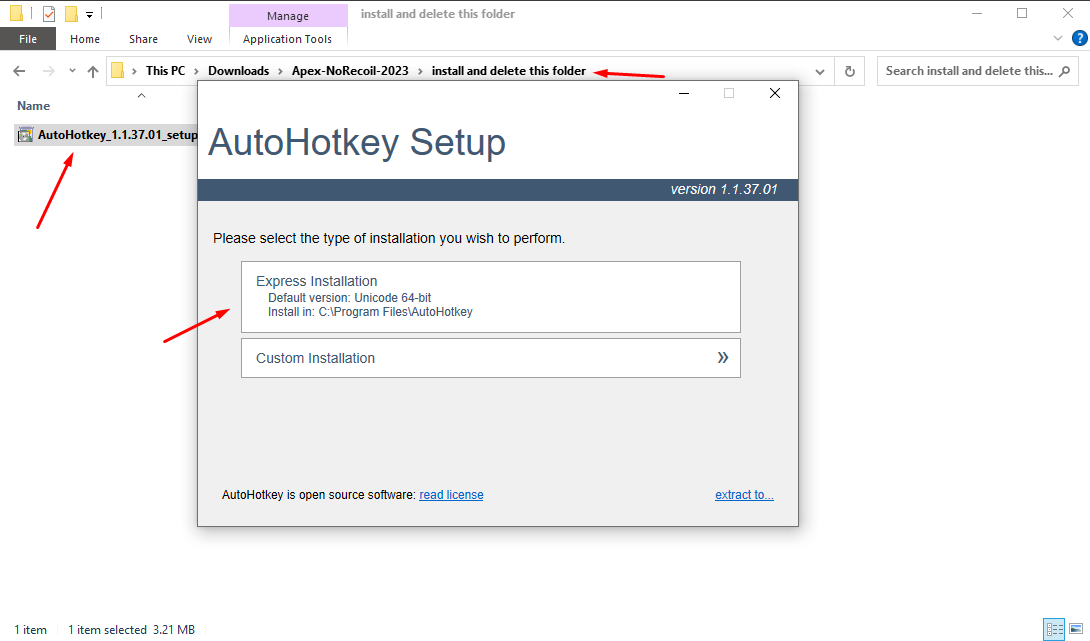 Manage
install and delete this folder
File
Home
Share
View
Application Tools
?
This PC
Downloads
Apex-NoRecoil-2023
install and delete this folder
Search install and delete this...
Name
AutoHotkey_1.1.37.01_setup
AutoHotkey Setup
version 1.1.37.01
Please select the type of installation you wish to perform.
Express Installation
Default version: Unicode 64-bit
Install in: C:\Program Files\AutoHotkey
Custom Installation »
AutoHotkey is open source software: read license
extract to...
1 item
1 item selected 3.21 MB